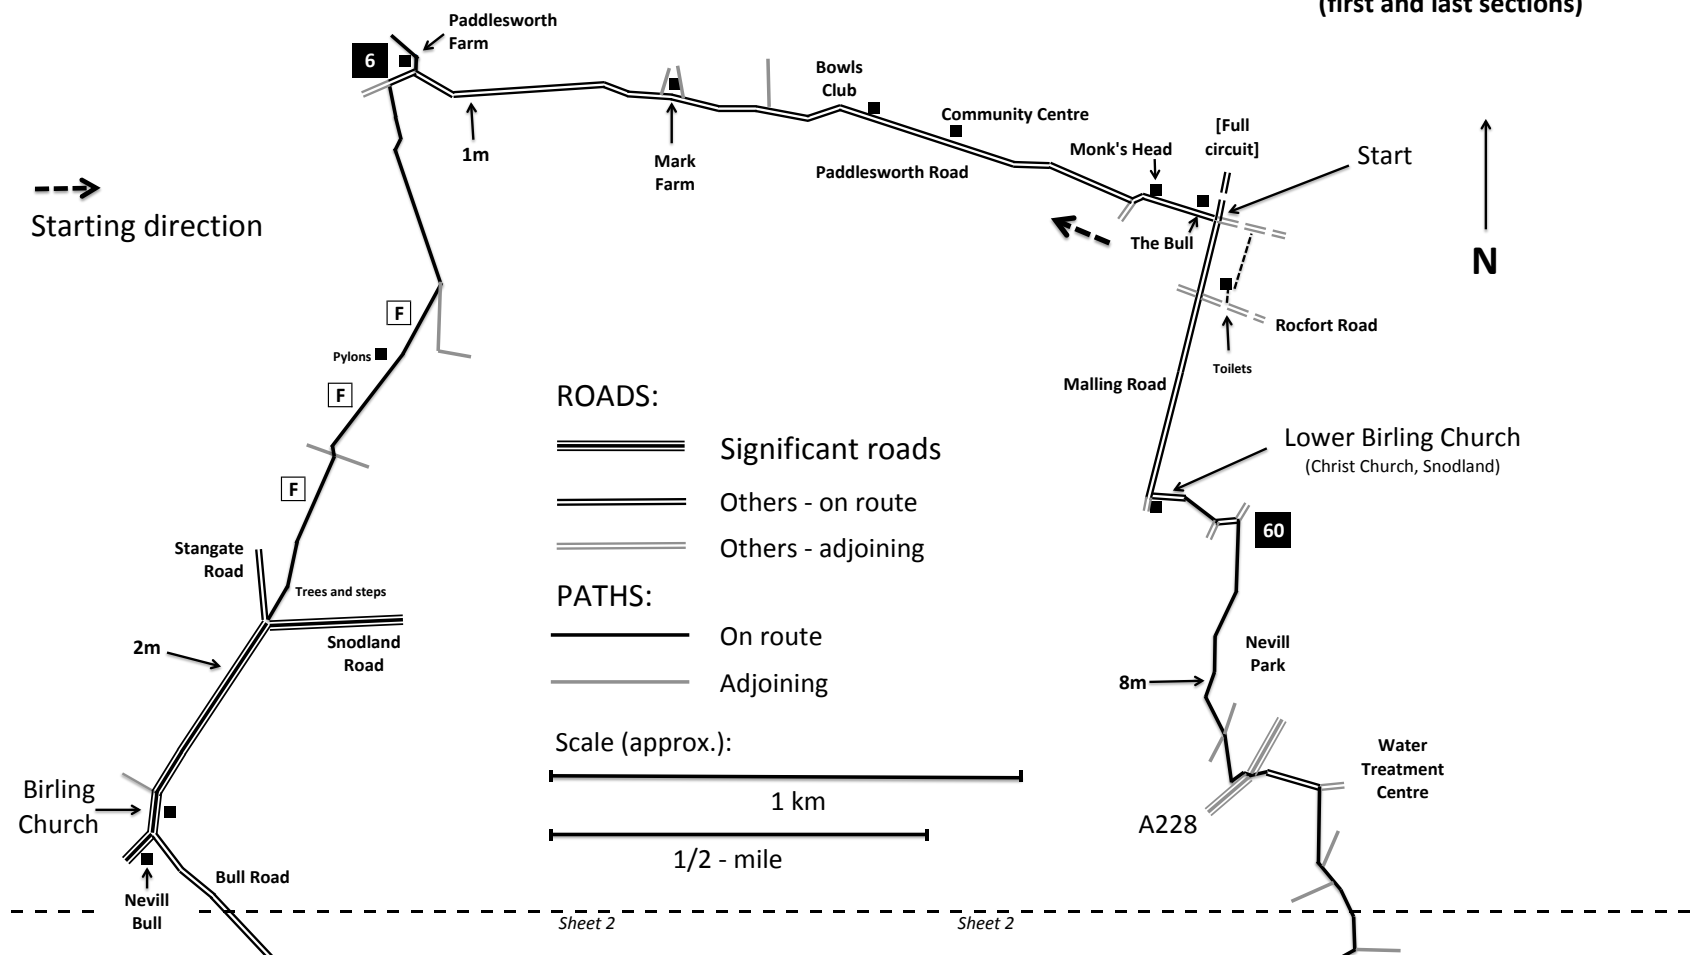 (first and last sections)
Paddlesworth
Farm
6
Bowls
Club
Community Centre
[Full
circuit]
Monk's Head
Start
1m
Mark
Farm
Paddlesworth Road
Starting direction
The Bull
N
F
Rocfort Road
Pylons
Toilets
Malling Road
F
ROADS:
Significant roads
Lower Birling Church
(Christ Church, Snodland)
F
Others - on route
60
Stangate
Road
Others - adjoining
Trees and steps
PATHS:
2m
Snodland
Road
On route
Nevill
Park
Adjoining
8m
Scale (approx.):
Water
Treatment
Centre
Birling
Church
1 km
A228
1/2 - mile
Bull Road
Nevill
Bull
Sheet 2
Sheet 2